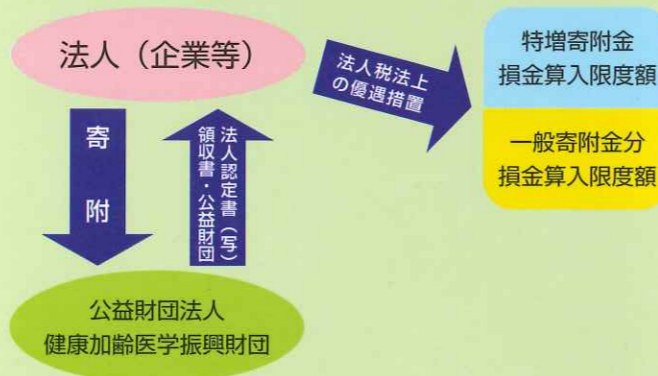 法人（企業等）
法人税法上
の優遇措置
特増寄附金
損金算入限度額
一般寄附金分
損金算入限度額
寄附
領収書・公益財団
法人認定書（写）
公益財団法人
健康加齢医学振興財団